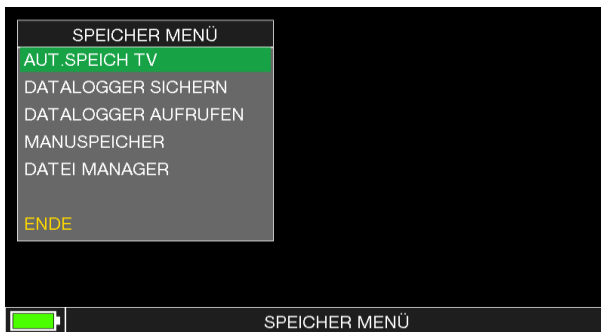 SPEICHER MENÜ
AUT.SPEICH TV
DATALOGGER SICHERN
DATALOGGER AUFRUFEN
MANUSPEICHER
DATEI MANAGER
ENDE
SPEICHER MENÜ